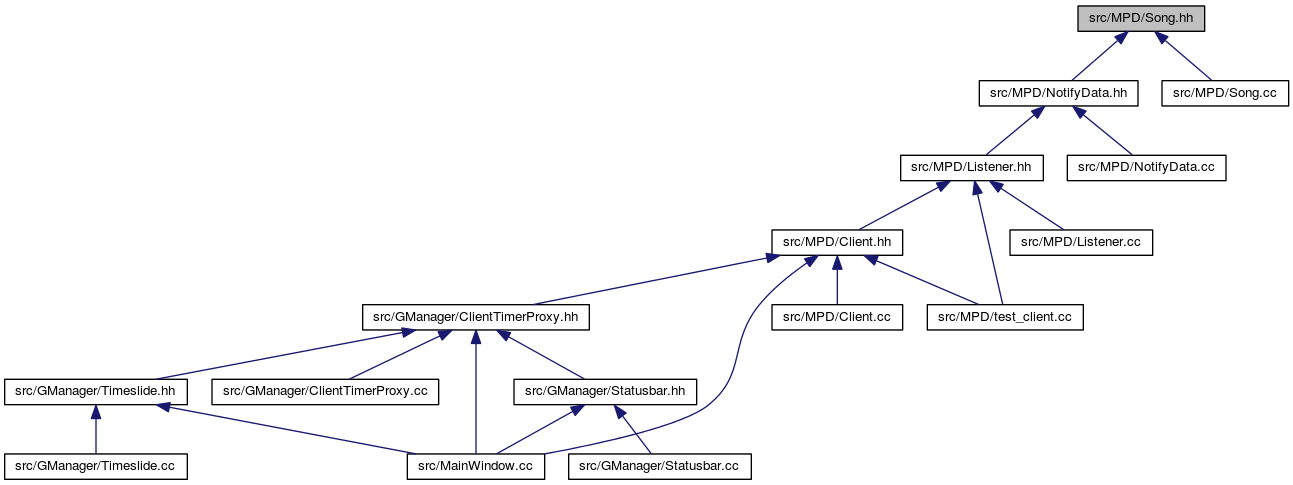 src/MPD/Song.hh
src/MPD/NotifyData.hh
src/MPD/Song.cc
src/MPD/Listener.hh
src/MPD/NotifyData.cc
src/MPD/Client.hh
src/MPD/Listener.cc
src/GManager/ClientTimerProxy.hh
src/MPD/Client.cc
src/MPD/test_client.cc
src/GManager/Timeslide.hh
src/GManager/ClientTimerProxy.cc
src/GManager/Statusbar.hh
src/GManager/Timeslide.cc
src/MainWindow.cc
src/GManager/Statusbar.cc